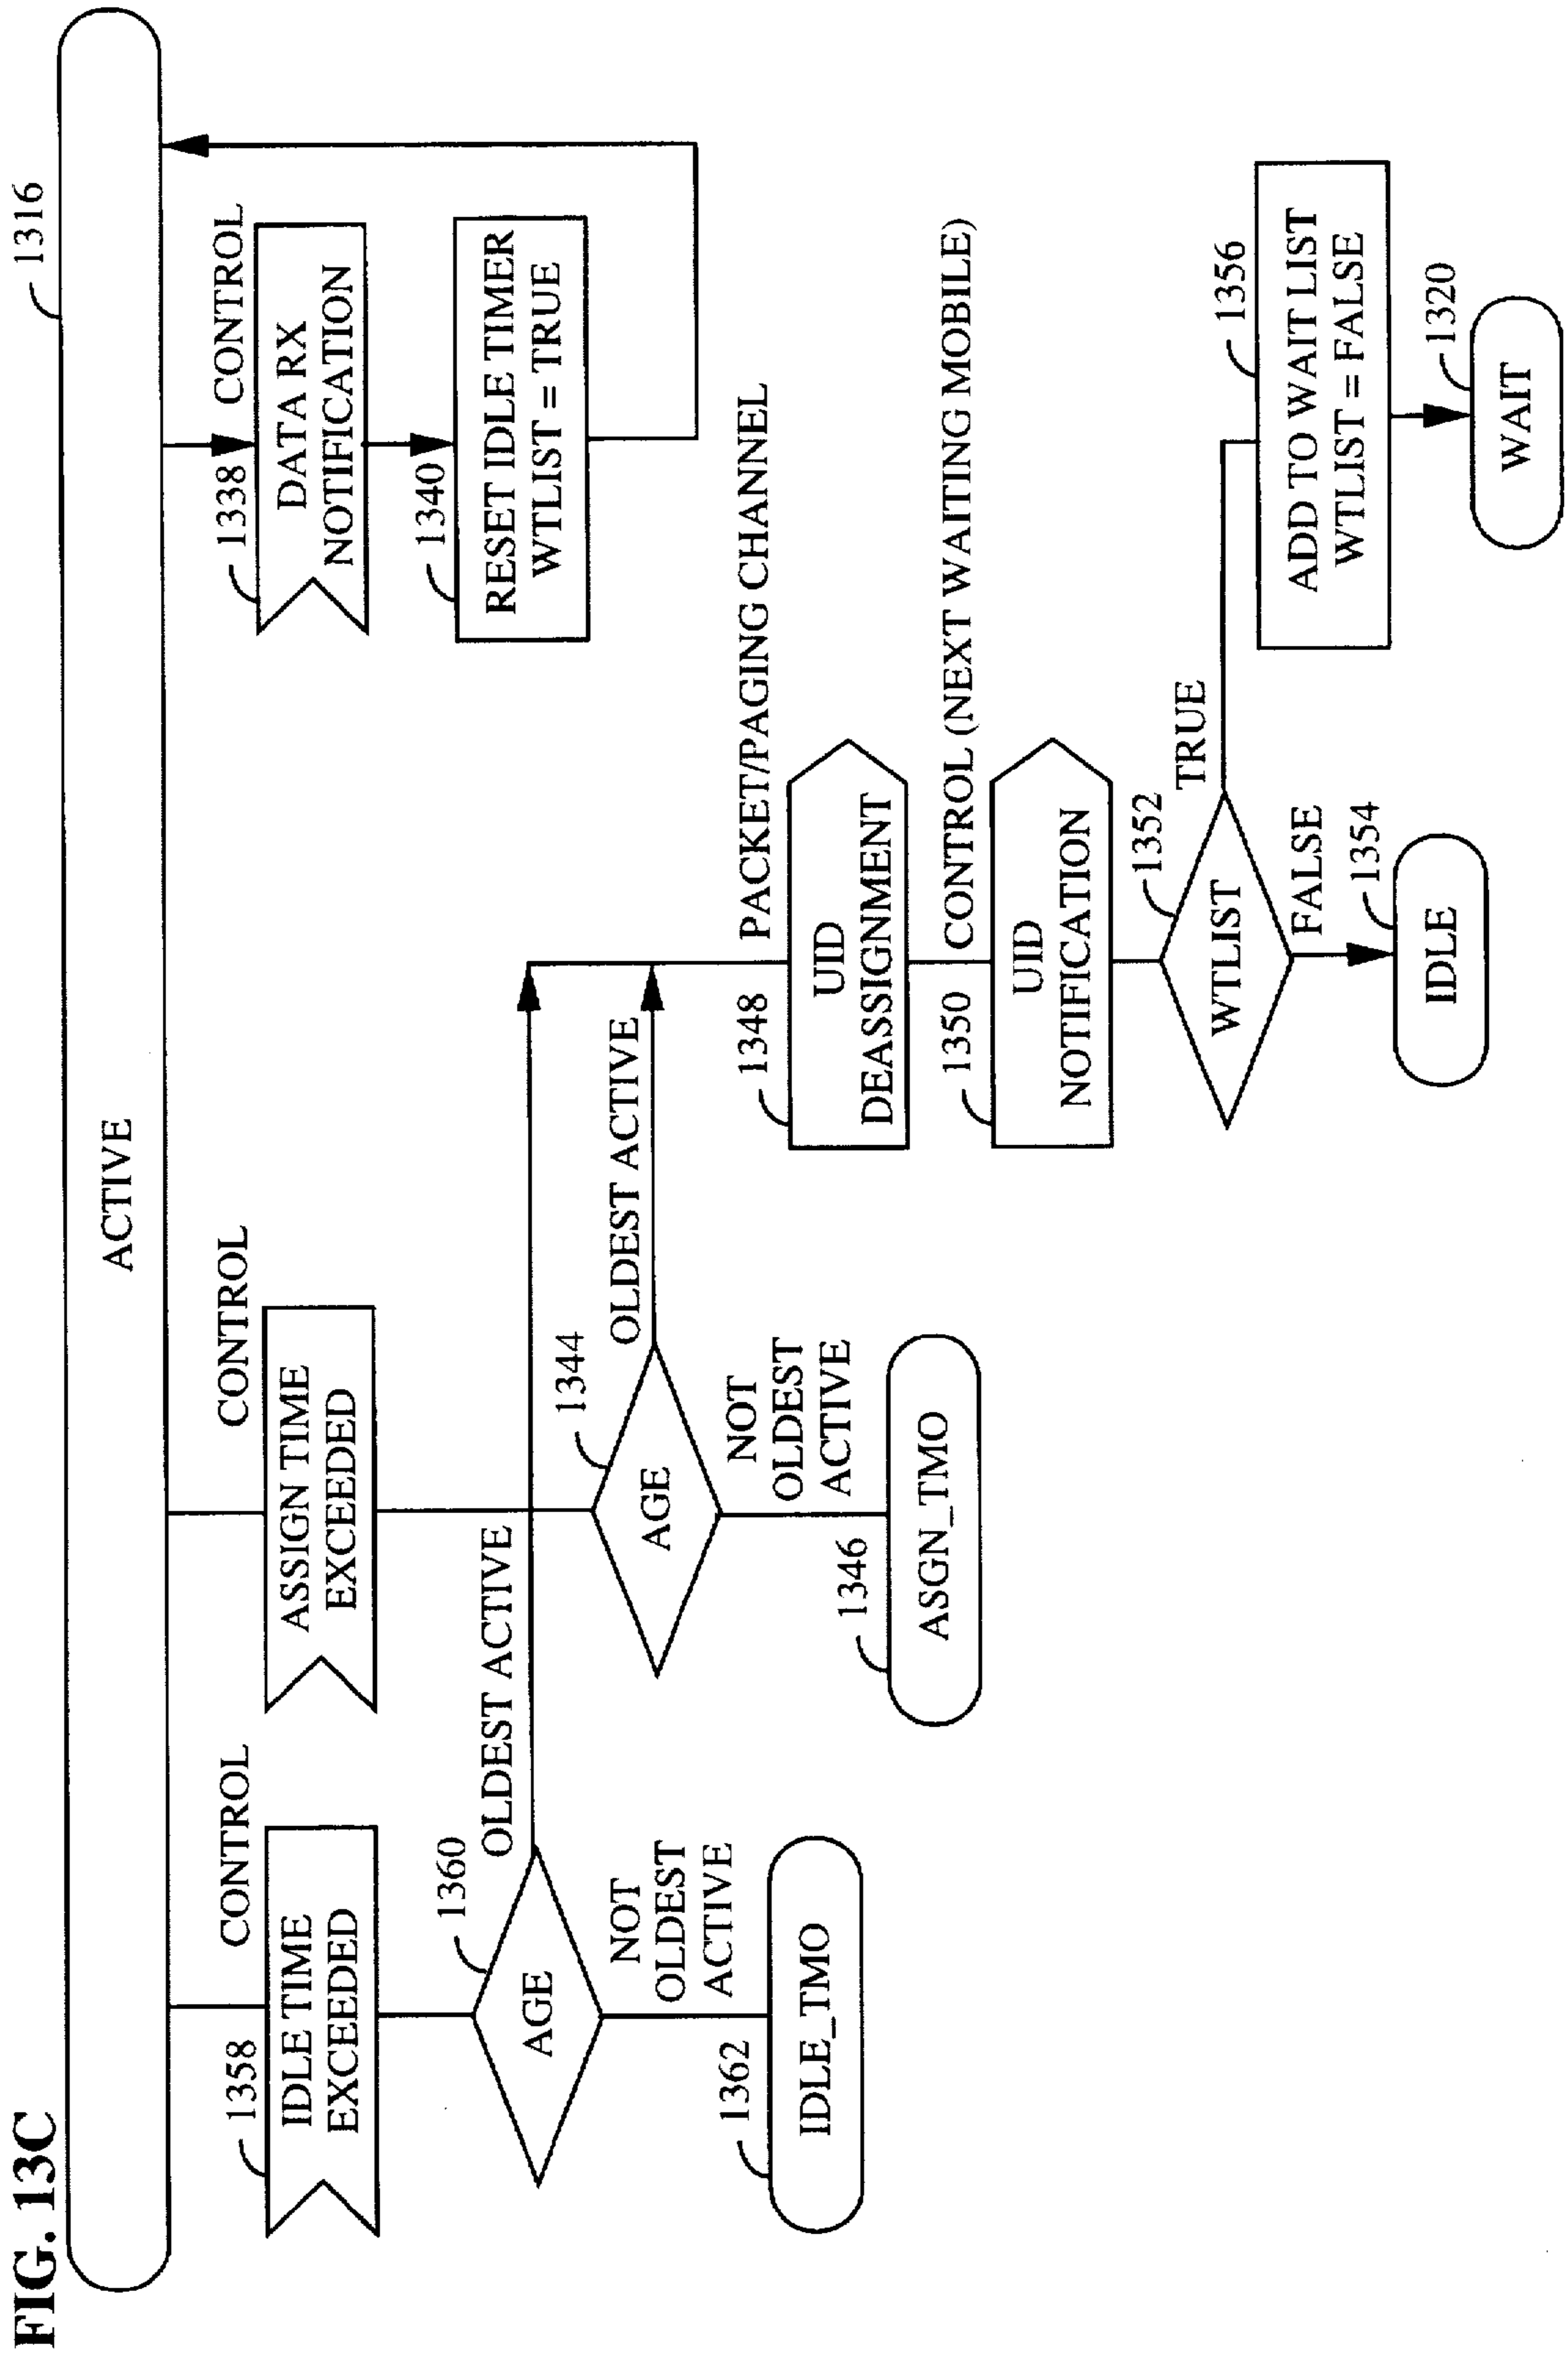 FIG. 13C
1316
ACTIVE
CONTROL
1358
IDLE TIME
EXCEEDED
1360
AGE
OLDEST ACTIVE
NOT
OLDEST
ACTIVE
1362
IDLE_TMO
CONTROL
ASSIGN TIME
EXCEEDED
1344
AGE
OLDEST ACTIVE
NOT
OLDEST
ACTIVE
1346
ASGN_TMO
CONTROL
1338
DATA RX
NOTIFICATION
1340
RESET IDLE TIMER
WTLIST = TRUE
PACKET/PAGING CHANNEL
1348
UID
DEASSIGNMENT
CONTROL (NEXT WAITING MOBILE)
1350
UID
NOTIFICATION
1352
WTLIST
TRUE
FALSE
1354
IDLE
1356
ADD TO WAIT LIST
WTLIST = FALSE
1320
WAIT